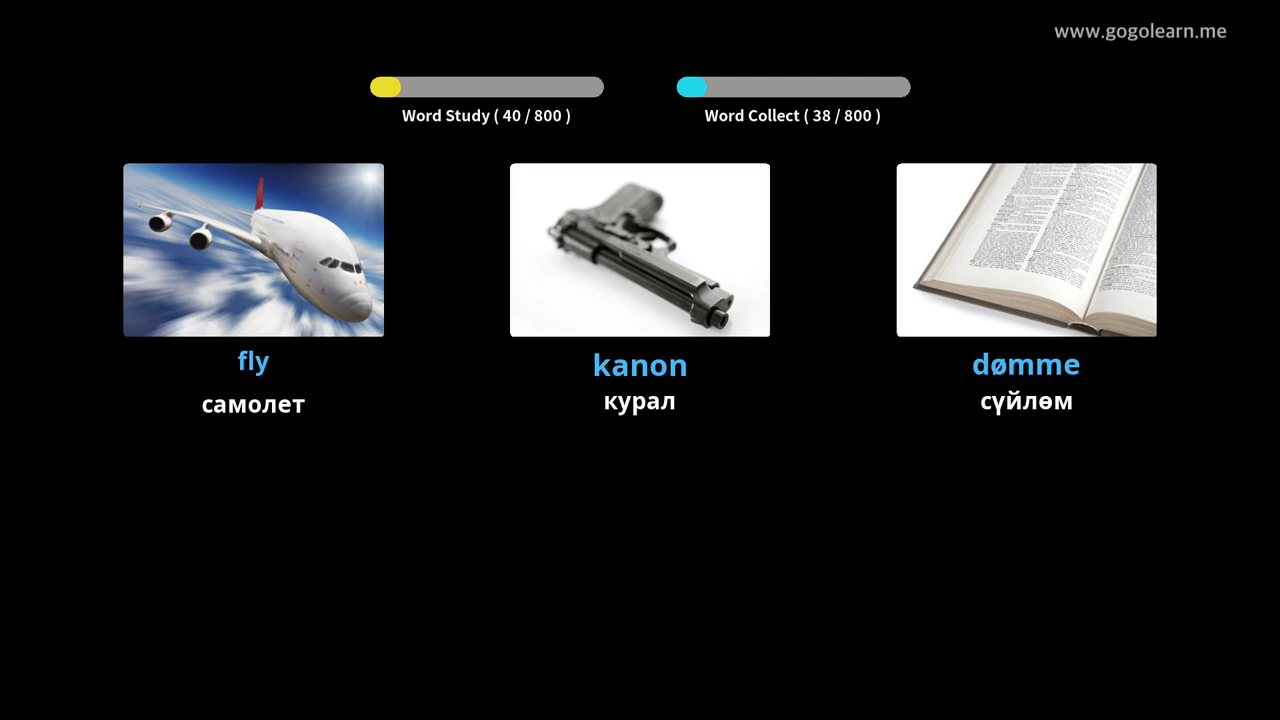 www.gogolearn.me
Word Study ( 40 / 800 )
Word Collect ( 38 / 800 )
fly
kanon
dømme
самолет
курал
сүйлөм